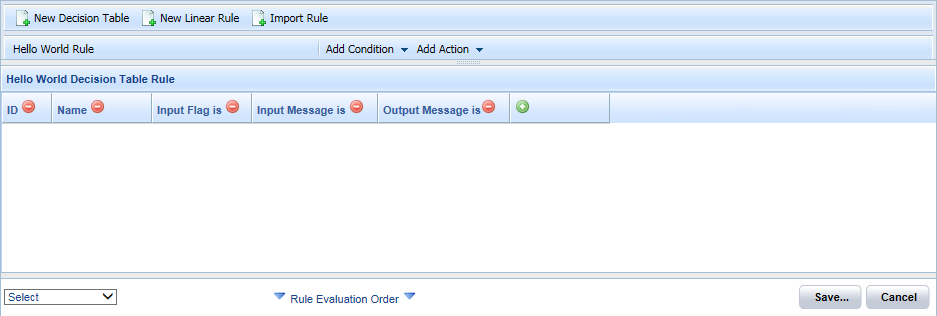 New Decision Table New Linear Rule Import Rule
Hello World Rule Add Condition Add Action
Hello World Decision Table Rule
ID Name Input Flag is Input Message is Output Message is
Select Rule Evaluation Order Save... Cancel